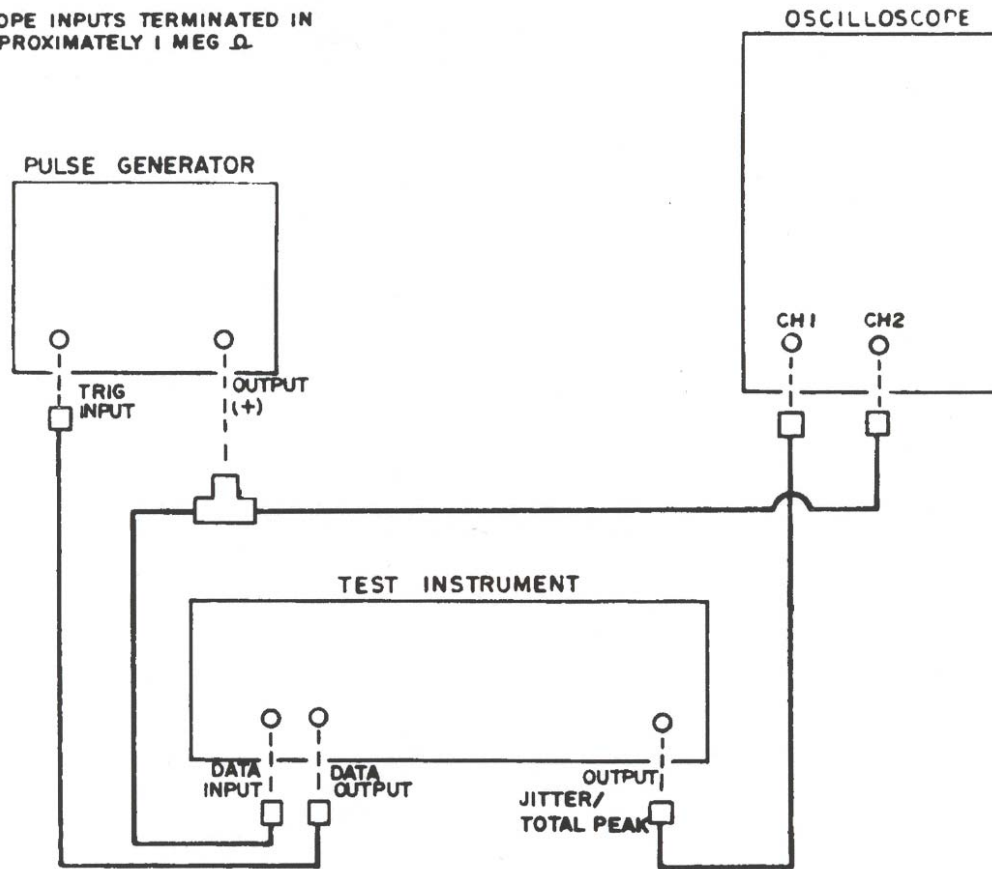 OPE INPUTS TERMINATED IN
PROXIMATELY 1 MEG Ω
OSCILLOSCOPE
PULSE GENERATOR
CH1
CH2
TRIG
INPUT
OUTPUT
(+)
TEST INSTRUMENT
DATA
INPUT
DATA
OUTPUT
OUTPUT
JITTER/
TOTAL PEAK